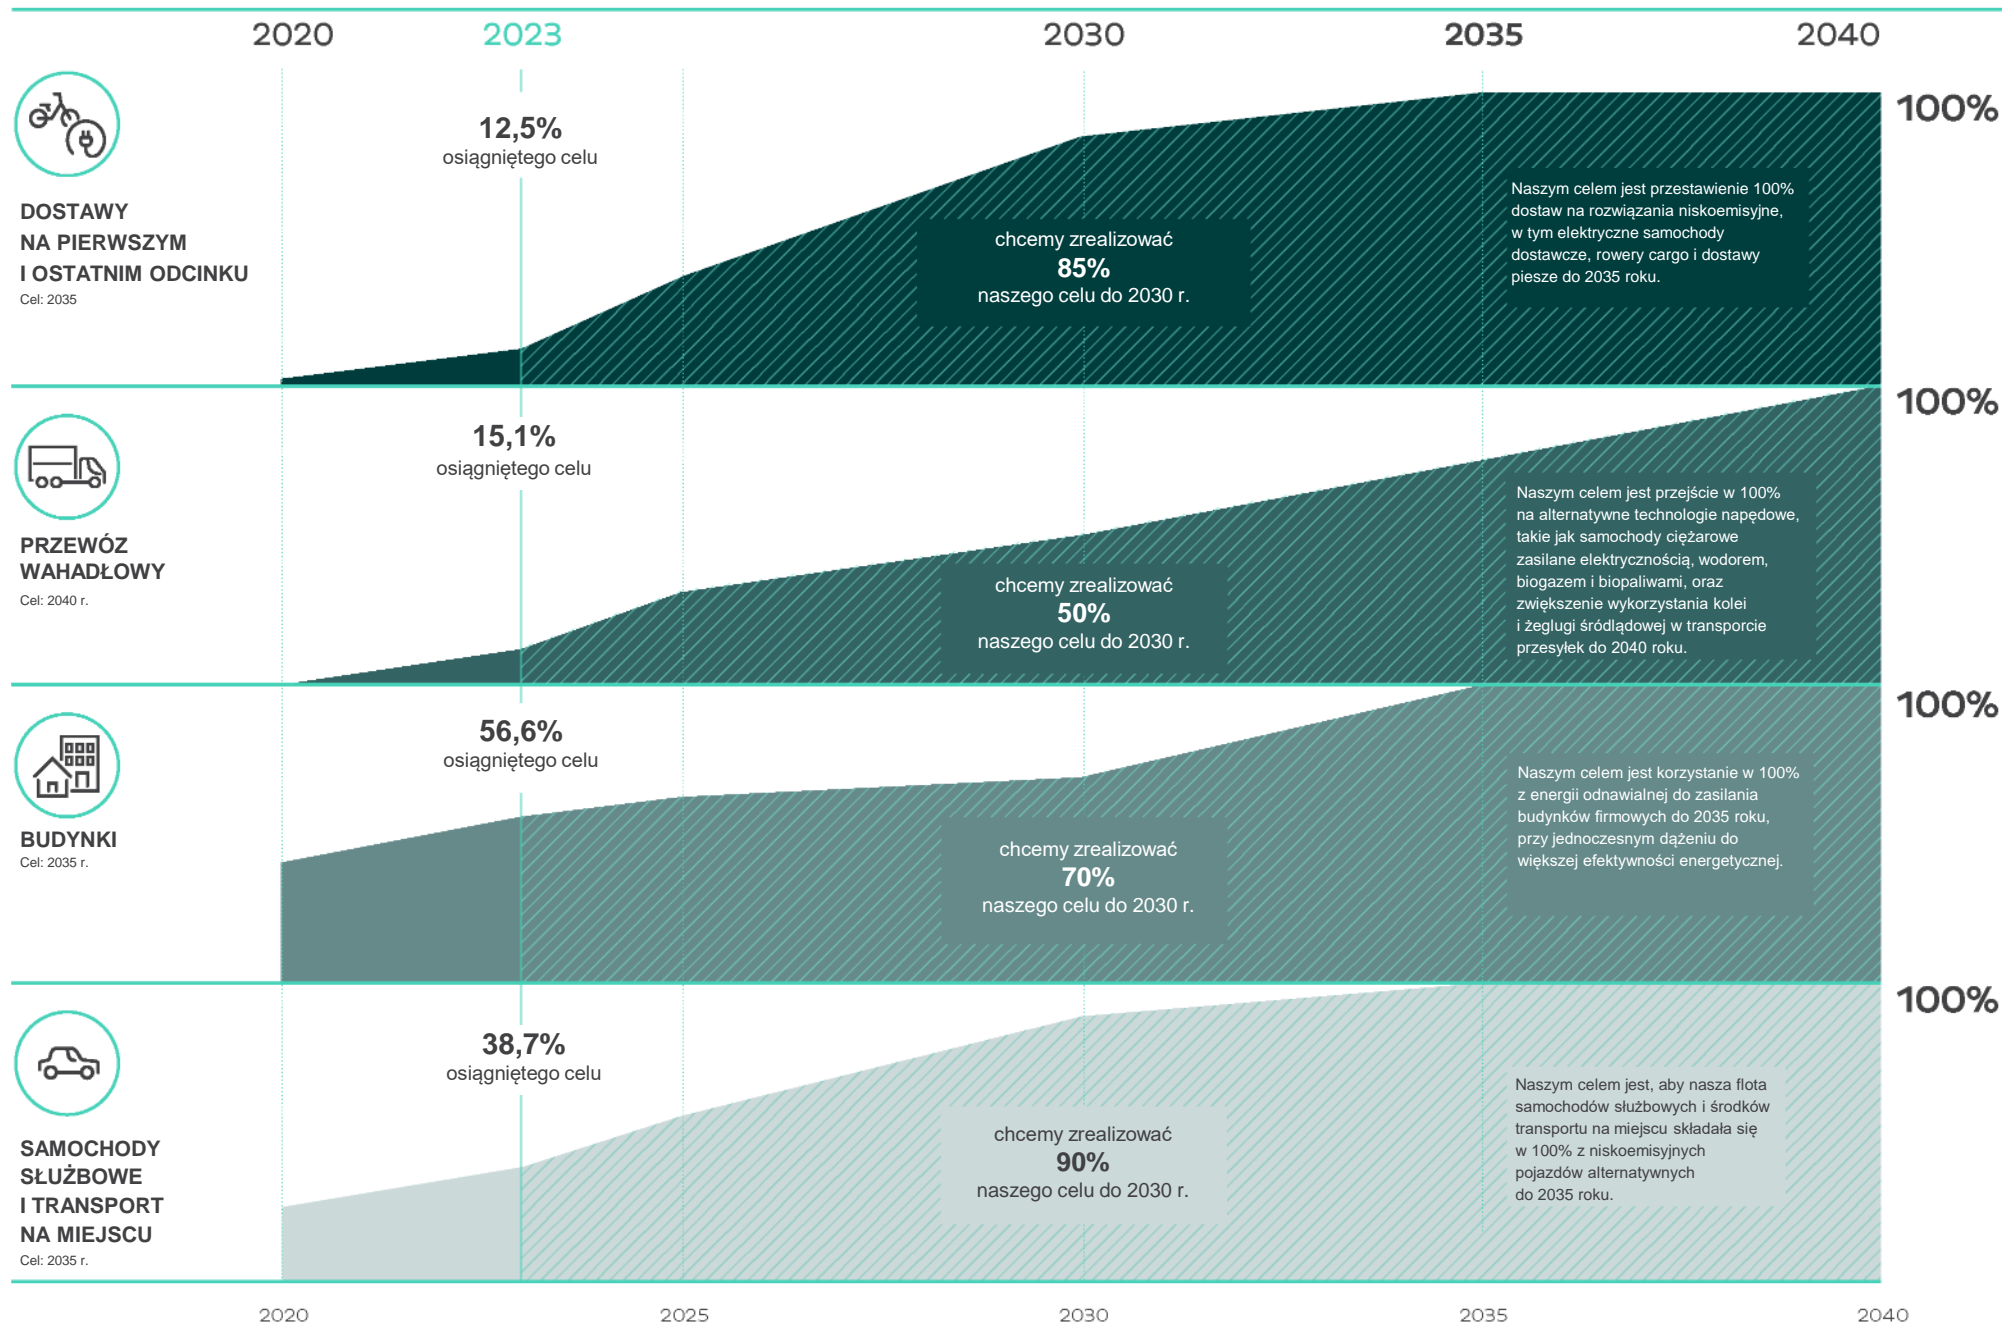 2020 2023 2030 2035 2040
12,5%
osiągniętego celu
100%
DOSTAWY
NA PIERWSZYM
I OSTATNIM ODCINKU
Cel: 2035
chcemy zrealizować
85%
naszego celu do 2030 r.
Naszym celem jest przestawienie 100%
dostaw na rozwiązania niskoemisyjne,
w tym elektryczne samochody
dostawcze, rowery cargo i dostawy
piesze do 2035 roku.
15,1%
osiągniętego celu
100%
PRZEWÓZ
WAHADŁOWY
Cel: 2040 r.
chcemy zrealizować
50%
naszego celu do 2030 r.
Naszym celem jest przejście w 100%
na alternatywne technologie napędowe,
takie jak samochody ciężarowe
zasilane elektrycznością, wodorem,
biogazem i biopaliwami, oraz
zwiększenie wykorzystania kolei
i żeglugi śródlądowej w transporcie
przesyłek do 2040 roku.
56,6%
osiągniętego celu
100%
BUDYNKI
Cel: 2035 r.
chcemy zrealizować
70%
naszego celu do 2030 r.
Naszym celem jest korzystanie w 100%
z energii odnawialnej do zasilania
budynków firmowych do 2035 roku,
przy jednoczesnym dążeniu do
większej efektywności energetycznej.
38,7%
osiągniętego celu
100%
SAMOCHODY
SŁUŻBOWE
I TRANSPORT
NA MIEJSCU
Cel: 2035 r.
chcemy zrealizować
90%
naszego celu do 2030 r.
Naszym celem jest, aby nasza flota
samochodów służbowych i środków
transportu na miejscu składała się
w 100% z niskoemisyjnych
pojazdów alternatywnych
do 2035 roku.
2020 2025 2030 2035 2040